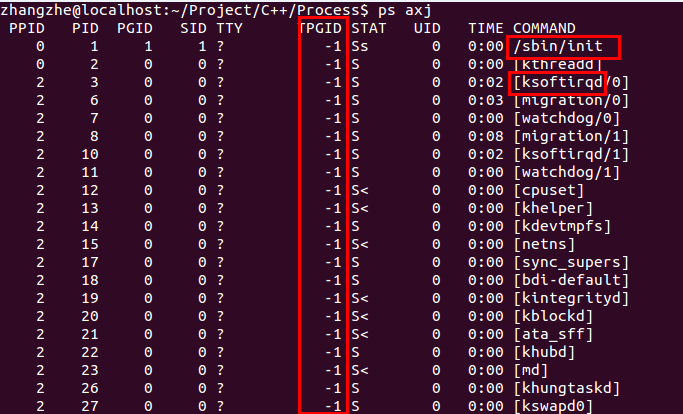 zhangzhe@localhost:~/Project/C++/Process$ ps axj
PPID PID PGID SID TTY TPGID STAT UID TIME COMMAND
0 1 1 1 ? -1 Ss 0 0:00 /sbin/init
0 2 0 0 ? -1 S 0 0:00 [kthreadd]
2 3 0 0 ? -1 S 0 0:02 [ksoftirqd/0]
2 6 0 0 ? -1 S 0 0:03 [migration/0]
2 7 0 0 ? -1 S 0 0:00 [watchdog/0]
2 8 0 0 ? -1 S 0 0:08 [migration/1]
2 10 0 0 ? -1 S 0 0:02 [ksoftirqd/1]
2 11 0 0 ? -1 S 0 0:00 [watchdog/1]
2 12 0 0 ? -1 S< 0 0:00 [cpuset]
2 13 0 0 ? -1 S< 0 0:00 [khelper]
2 14 0 0 ? -1 S 0 0:00 [kdevtmpfs]
2 15 0 0 ? -1 S< 0 0:00 [netns]
2 17 0 0 ? -1 S 0 0:00 [sync_supers]
2 18 0 0 ? -1 S 0 0:00 [bdi-default]
2 19 0 0 ? -1 S< 0 0:00 [kintegrityd]
2 20 0 0 ? -1 S< 0 0:00 [kblockd]
2 21 0 0 ? -1 S< 0 0:00 [ata_sff]
2 22 0 0 ? -1 S 0 0:00 [khubd]
2 23 0 0 ? -1 S< 0 0:00 [md]
2 26 0 0 ? -1 S 0 0:00 [khungtaskd]
2 27 0 0 ? -1 S 0 0:00 [kswapd0]